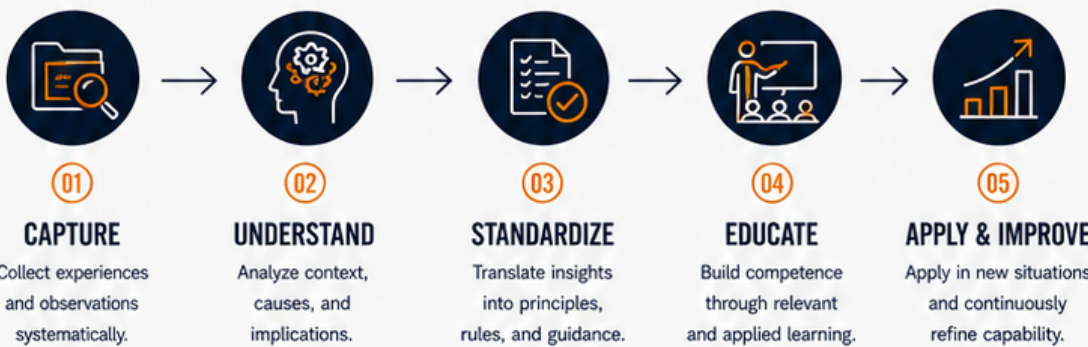 01
CAPTURE
Collect experiences
and observations
systematically.
02
UNDERSTAND
Analyze context,
causes, and
implications.
03
STANDARDIZE
Translate insights
into principles,
rules, and guidance.
04
EDUCATE
Build competence
through relevant
and applied learning.
05
APPLY & IMPROVE
Apply in new situations
and continuously
refine capability.